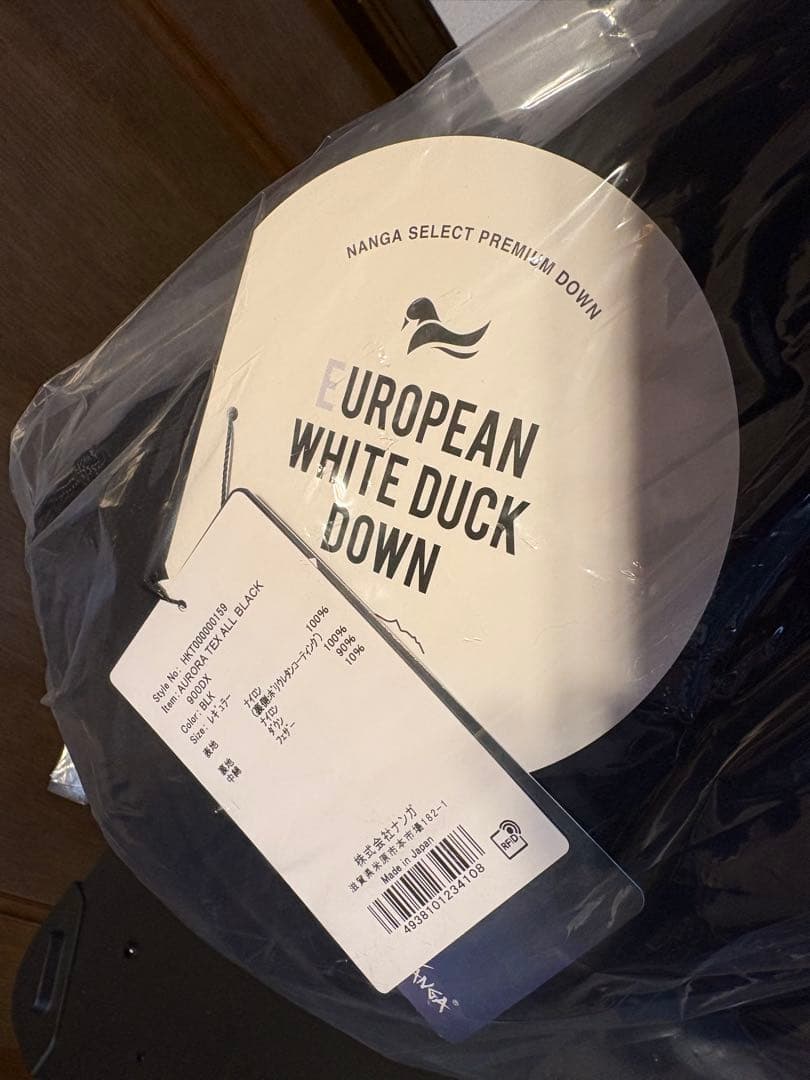 NANGA SELECT PREMIUM DOWN
EUROPEAN
WHITE DUCK
DOWN
Style No: HKT000000159
Item: AURORA TEX ALL BLACK
900DX
Color: BLK
Size: レギュラー
表地 ナイロン 100%
(裏側ポリウレタンコーティング)
裏地 ナイロン 100%
中綿 ダウン 90%
フェザー 10%
株式会社ナンガ
滋賀県米原市本市場182-1
Made in Japan
4938101234108
RFID
NANGA®